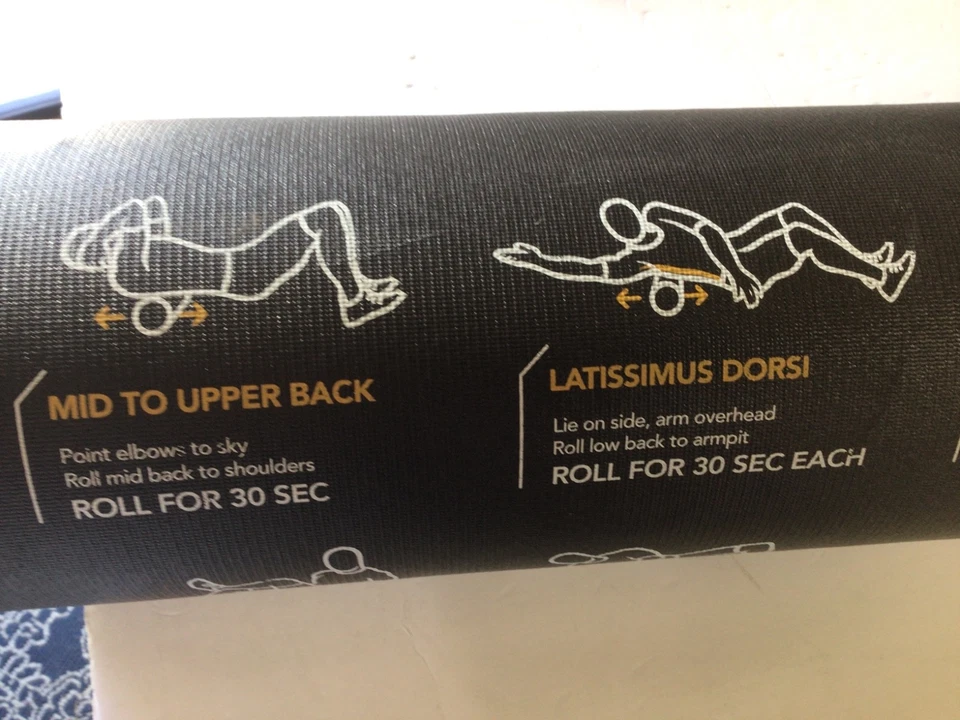 MID TO UPPER BACK
Point elbows to sky
Roll mid back to shoulders
ROLL FOR 30 SEC
LATISSIMUS DORSI
Lie on side, arm overhead
Roll low back to armpit
ROLL FOR 30 SEC EACH